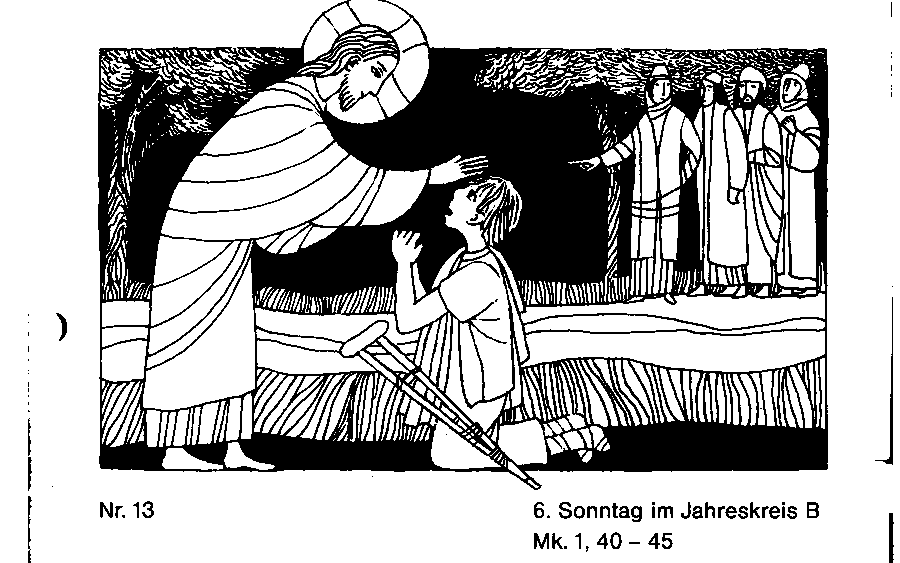 )
Nr. 13
6. Sonntag im Jahreskreis B
Mk. 1, 40 – 45